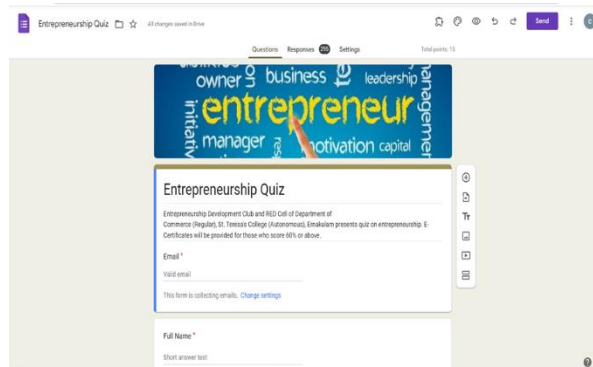 Entrepreneurship Quiz
All changes saved in Drive
Send
Questions Responses Settings
Total points: 15
owner business leadership
entrepreneur
initiativ
manager motivation capital
managemer
Entrepreneurship Quiz
Entrepreneurship Development Club and RED Cell of Department of
Commerce (Regular), St. Teresa's College (Autonomous), Ernakulam presents quiz on entrepreneurship. E-
Certificates will be provided for those who score 60% or above.
Email *
Valid email
This form is collecting emails. Change settings
Full Name *
Short answer text